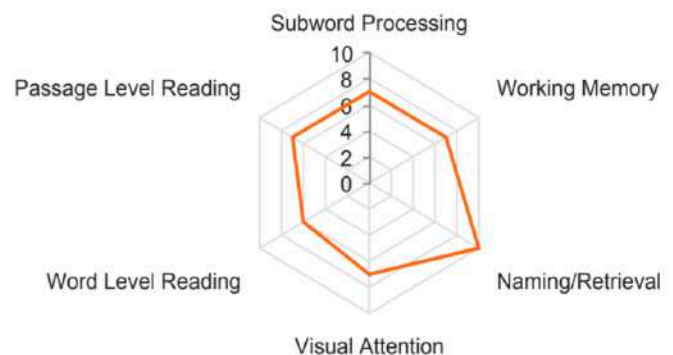 Subword Processing
10
Passage Level Reading
8
Working Memory
6
4
2
0
Word Level Reading
Naming/Retrieval
Visual Attention